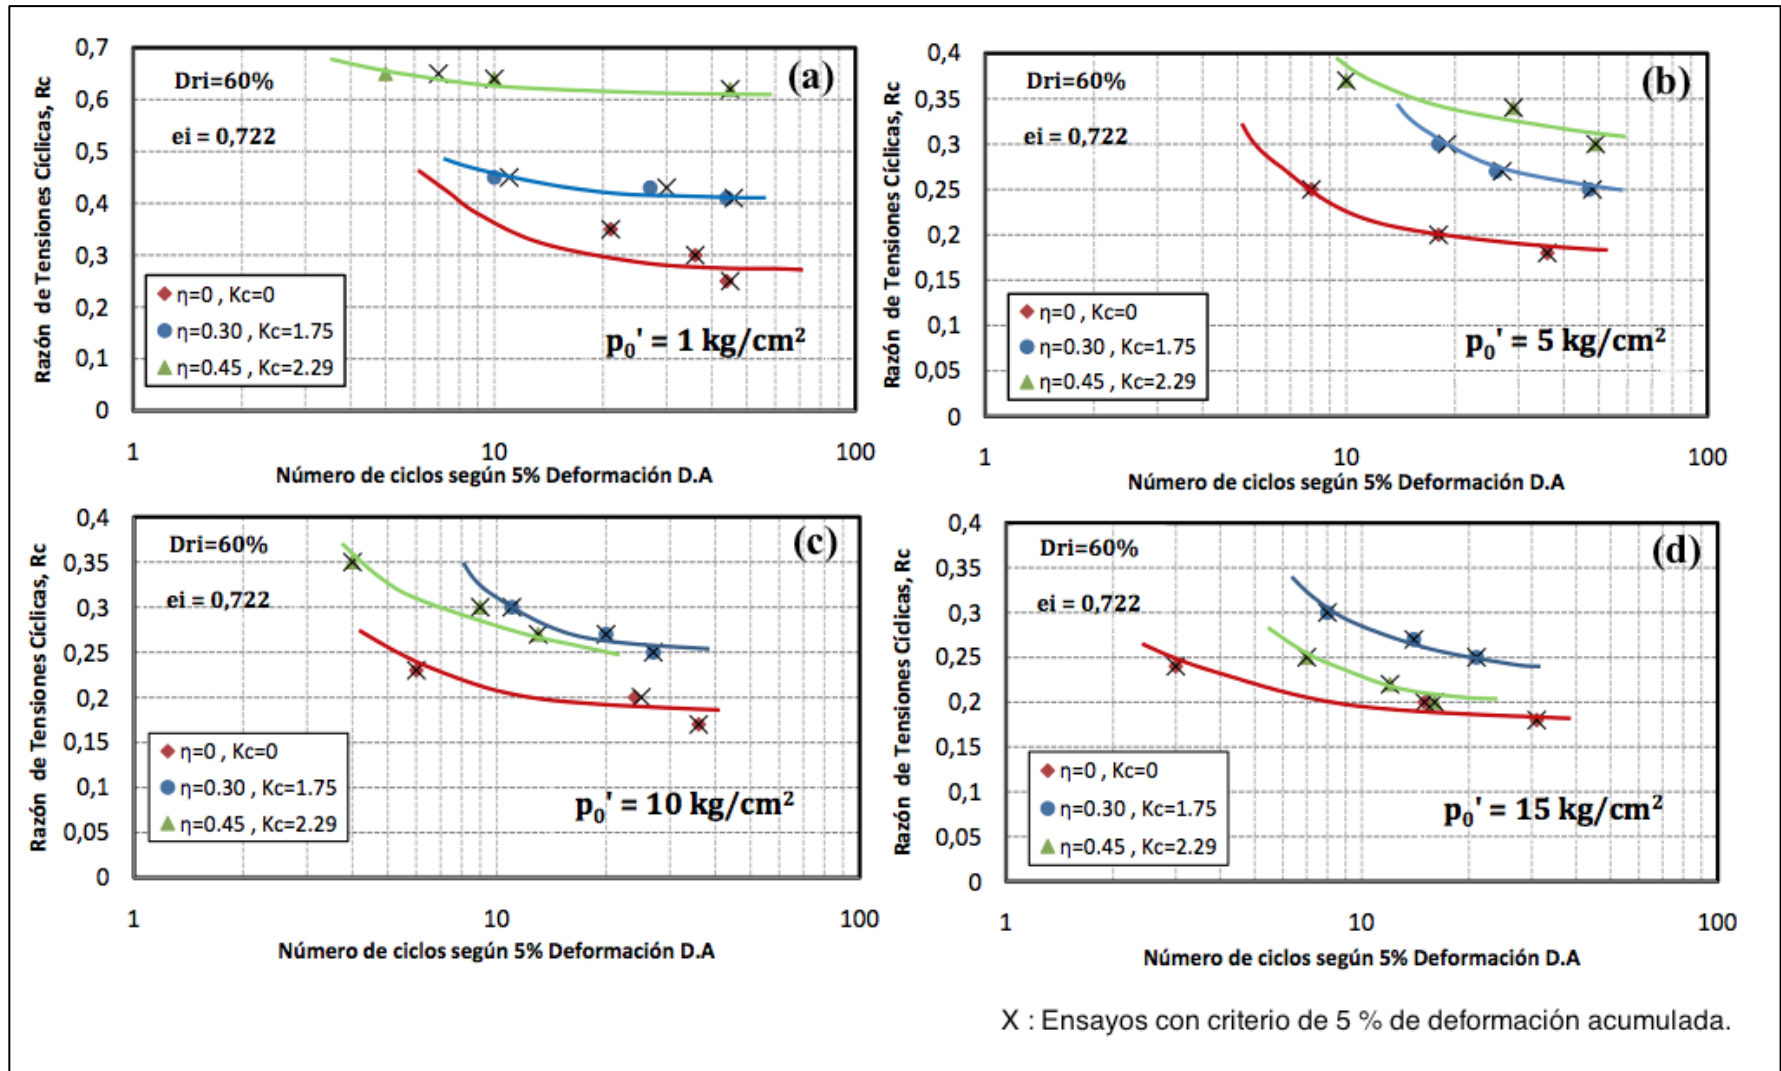 (a)
Dri=60%
ei = 0,722
0,7
0,6
0,5
0,4
0,3
0,2
0,1
0
Razón de Tensiones Cíclicas, Rc
η=0 , Kc=0
η=0.30 , Kc=1.75
η=0.45 , Kc=2.29
p₀' = 1 kg/cm²
1 10 100
Número de ciclos según 5% Deformación D.A
(b)
Dri=60%
ei = 0,722
0,4
0,35
0,3
0,25
0,2
0,15
0,1
0,05
0
Razón de Tensiones Cíclicas, Rc
η=0 , Kc=0
η=0.30 , Kc=1.75
η=0.45 , Kc=2.29
p₀' = 5 kg/cm²
1 10 100
Número de ciclos según 5% Deformación D.A
(c)
Dri=60%
ei = 0,722
0,4
0,35
0,3
0,25
0,2
0,15
0,1
0,05
0
Razón de Tensiones Cíclicas, Rc
η=0 , Kc=0
η=0.30 , Kc=1.75
η=0.45 , Kc=2.29
p₀' = 10 kg/cm²
1 10 100
Número de ciclos según 5% Deformación D.A
(d)
Dri=60%
ei = 0,722
0,4
0,35
0,3
0,25
0,2
0,15
0,1
0,05
0
Razón de Tensiones Cíclicas, Rc
η=0 , Kc=0
η=0.30 , Kc=1.75
η=0.45 , Kc=2.29
p₀' = 15 kg/cm²
1 10 100
Número de ciclos según 5% Deformación D.A
X : Ensayos con criterio de 5 % de deformación acumulada.